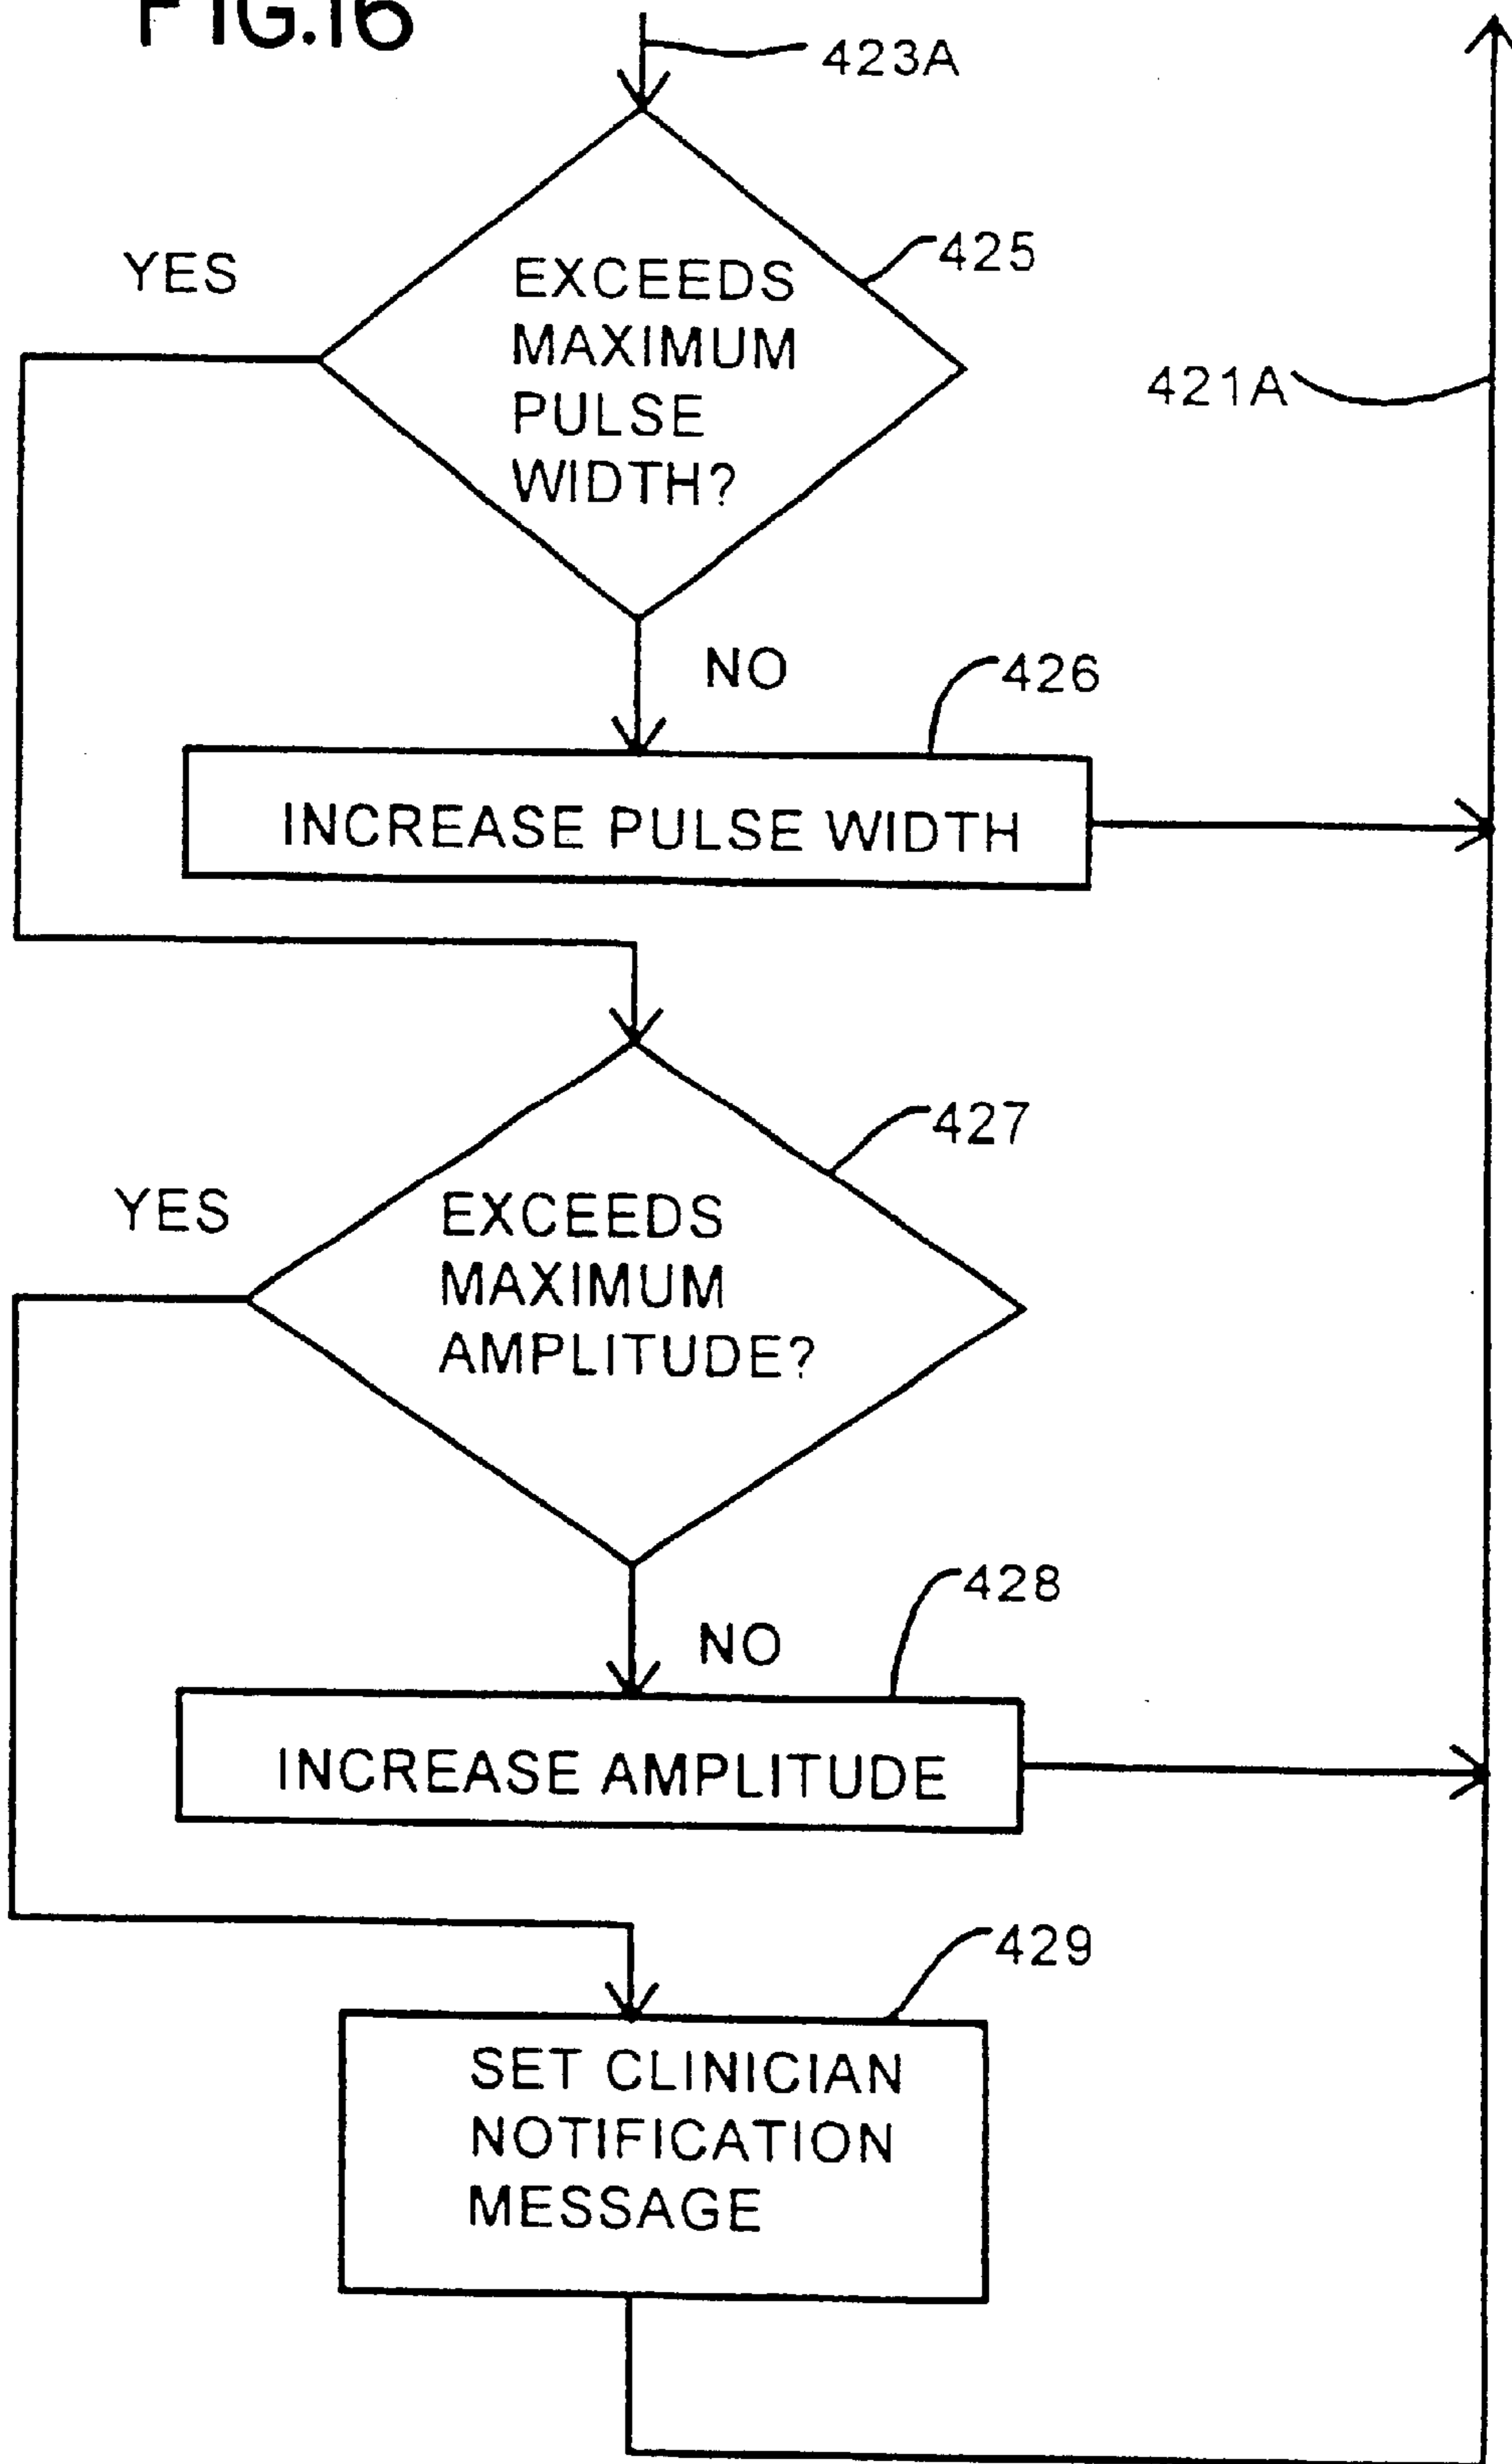 FIG.16
423A
425
YES
EXCEEDS
MAXIMUM
PULSE
WIDTH?
421A
NO
426
INCREASE PULSE WIDTH
427
YES
EXCEEDS
MAXIMUM
AMPLITUDE?
428
NO
INCREASE AMPLITUDE
429
SET CLINICIAN
NOTIFICATION
MESSAGE